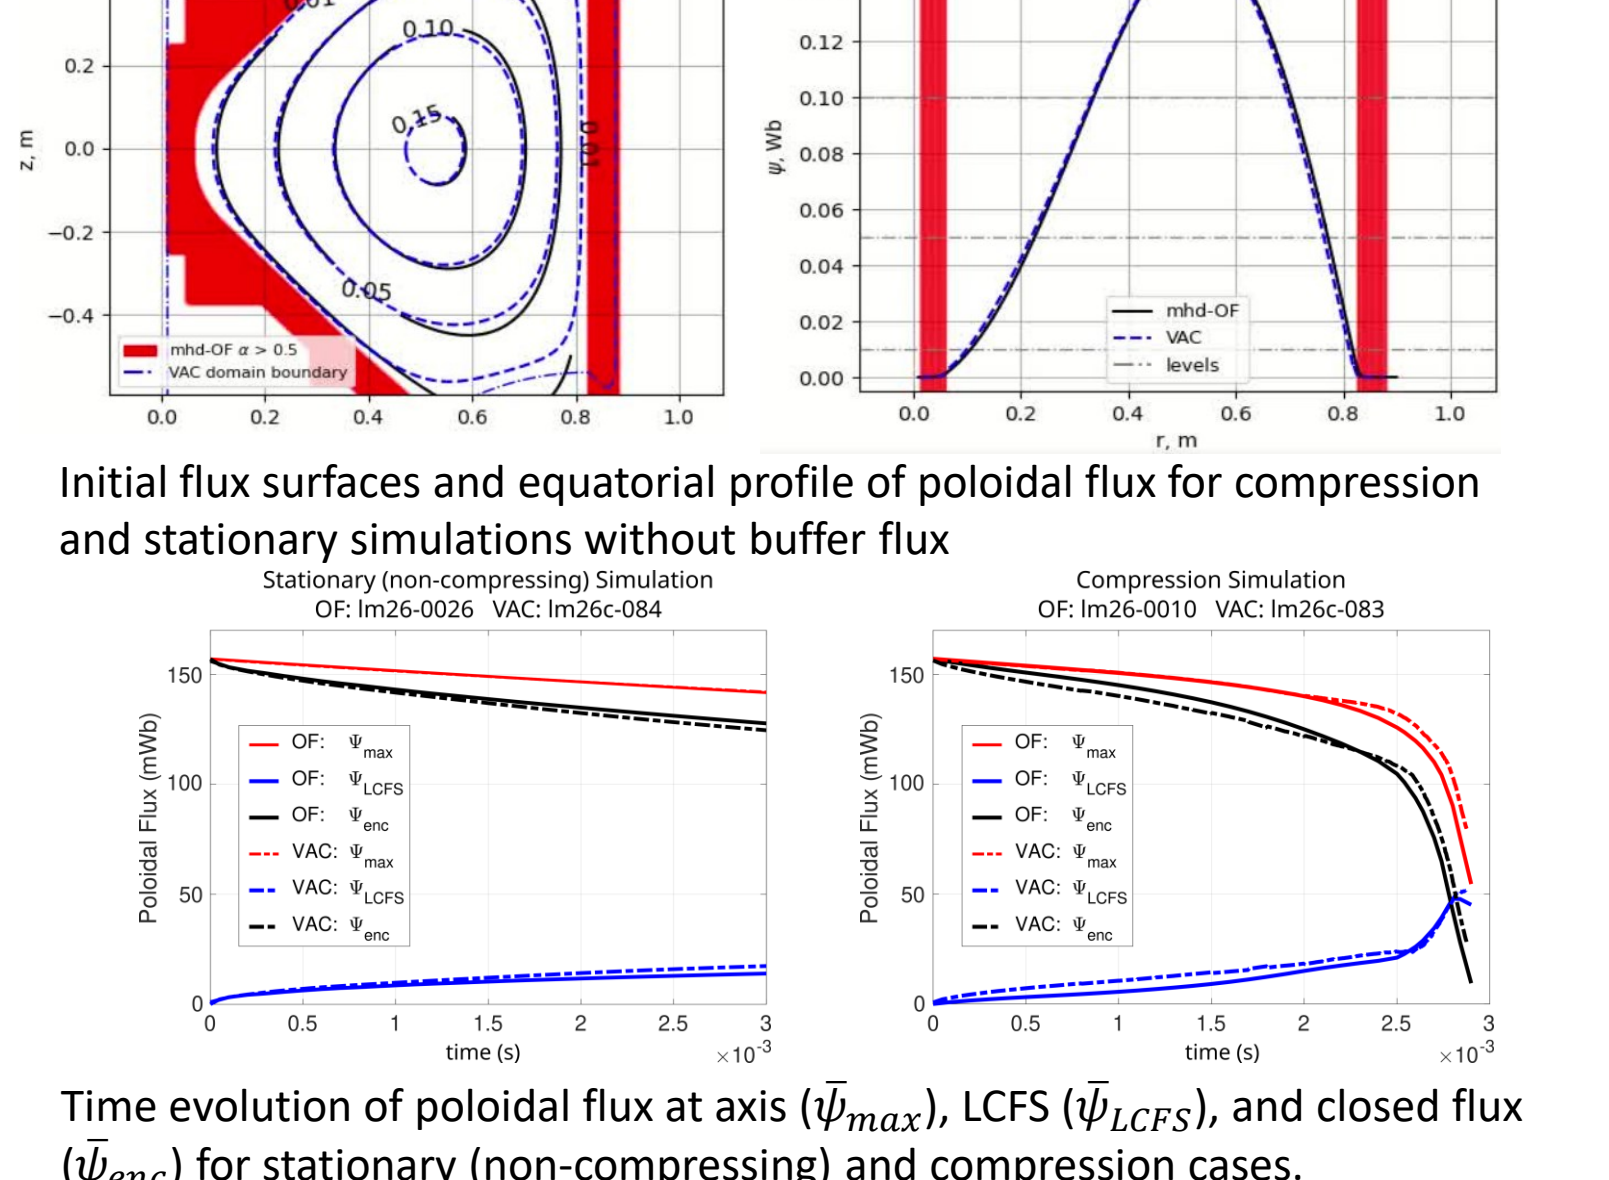 0.01
0.10
0.15
0.05
0.01
z, m
0.2
0.0
−0.2
−0.4
mhd-OF α > 0.5
VAC domain boundary
0.0 0.2 0.4 0.6 0.8 1.0
ψ, Wb
0.12
0.10
0.08
0.06
0.04
0.02
0.00
mhd-OF
VAC
levels
0.0 0.2 0.4 0.6 0.8 1.0
r, m
Initial flux surfaces and equatorial profile of poloidal flux for compression
and stationary simulations without buffer flux
Stationary (non-compressing) Simulation
OF: lm26-0026 VAC: lm26c-084
Poloidal Flux (mWb)
150
100
50
0
OF: Ψmax
OF: ΨLCFS
OF: Ψenc
VAC: Ψmax
VAC: ΨLCFS
VAC: Ψenc
0 0.5 1 1.5 2 2.5 3
time (s)
×10-3
Compression Simulation
OF: lm26-0010 VAC: lm26c-083
Poloidal Flux (mWb)
150
100
50
0
OF: Ψmax
OF: ΨLCFS
OF: Ψenc
VAC: Ψmax
VAC: ΨLCFS
VAC: Ψenc
0 0.5 1 1.5 2 2.5 3
time (s)
×10-3
Time evolution of poloidal flux at axis (ψ̄max), LCFS (ψ̄LCFS), and closed flux
(ψ̄enc) for stationary (non-compressing) and compression cases.